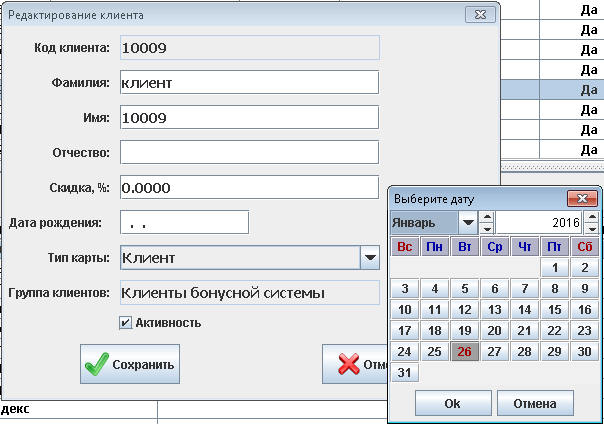 Редактирование клиента
Да
Да
Да
Да
Да
Да
Да
Да
Код клиента: 10009
Фамилия: клиент
Имя: 10009
Отчество:
Скидка, %: 0.0000
Дата рождения: . .
Тип карты: Клиент
Группа клиентов: Клиенты бонусной системы
Активность
Сохранить
Отме
Выберите дату
Январь 2016
Вс Пн Вт Ср Чт Пт Сб
1 2
3 4 5 6 7 8 9
10 11 12 13 14 15 16
17 18 19 20 21 22 23
24 25 26 27 28 29 30
31
Ok Отмена
декс